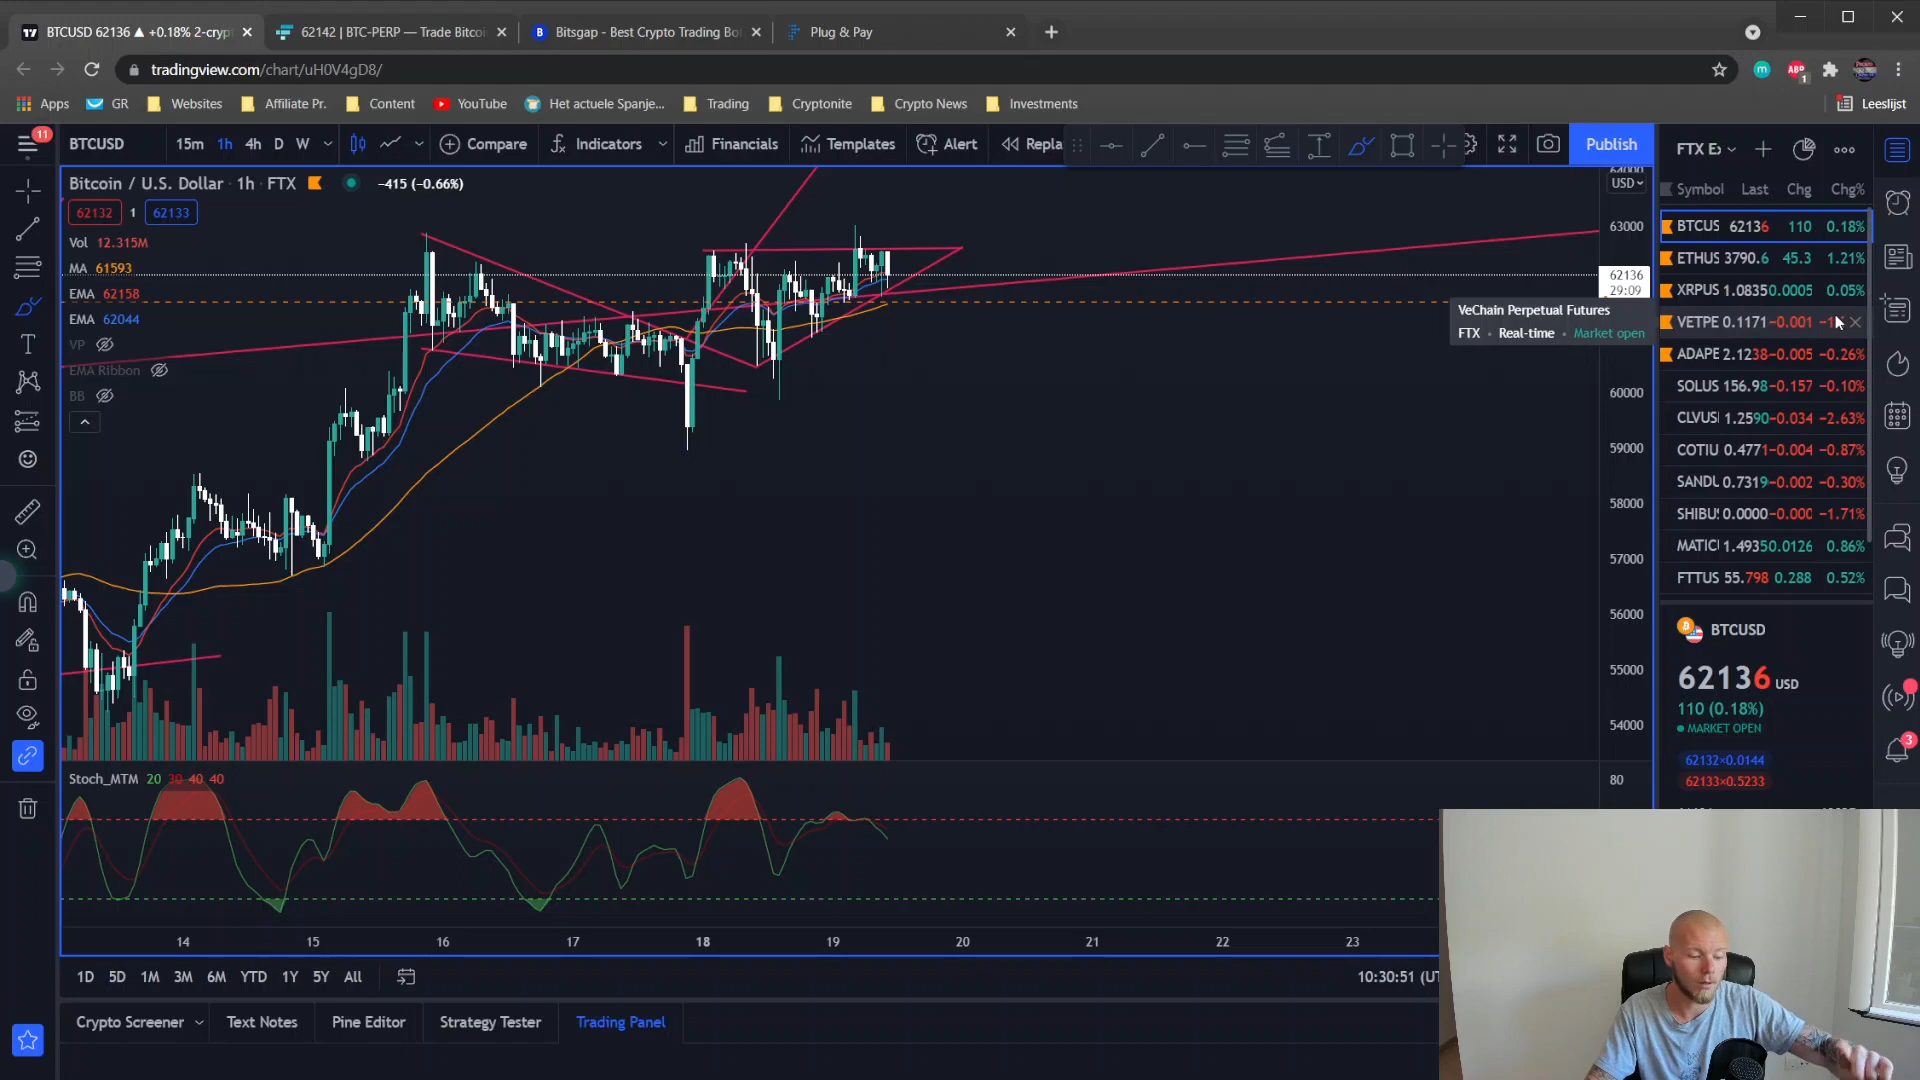 BTCUSD 62136 ▲ +0.18% 2-cryp
62142 | BTC-PERP — Trade Bitcoi
Bitsgap - Best Crypto Trading Bo
Plug & Pay
tradingview.com/chart/uH0V4gD8/
Apps
GR
Websites
Affiliate Pr.
Content
YouTube
Het actuele Spanje...
Trading
Cryptonite
Crypto News
Investments
Leeslijst
11
BTCUSD
15m 1h 4h D W
Compare
Indicators
Financials
Templates
Alert
Repla
Publish
FTX E
Bitcoin / U.S. Dollar · 1h · FTX
−415 (−0.66%)
62132 1 62133
Vol 12.315M
MA 61593
EMA 62158
EMA 62044
VP
EMA Ribbon
BB
USD
63000
62136
29:09
60000
59000
58000
57000
56000
55000
54000
80
VeChain Perpetual Futures
FTX • Real-time • Market open
Symbol Last Chg Chg%
BTCUS 62136 110 0.18%
ETHUS 3790.6 45.3 1.21%
XRPUS 1.0835 0.0005 0.05%
VETPE 0.1171 −0.001
ADAPE 2.1238 −0.005 −0.26%
SOLUS 156.98 −0.157 −0.10%
CLVUS 1.2590 −0.034 −2.63%
COTIU 0.4771 −0.004 −0.87%
SANDU 0.7319 −0.002 −0.30%
SHIBUS 0.0000 −0.000 −1.71%
MATICU 1.4935 0.0126 0.86%
FTTUS 55.798 0.288 0.52%
BTCUSD
62136 USD
110 (0.18%)
MARKET OPEN
62132×0.0144
62133×0.5233
3
Stoch_MTM 20 30 40 40
14 15 16 17 18 19 20 21 22 23
1D 5D 1M 3M 6M YTD 1Y 5Y All
10:30:51 (UT
Crypto Screener
Text Notes
Pine Editor
Strategy Tester
Trading Panel